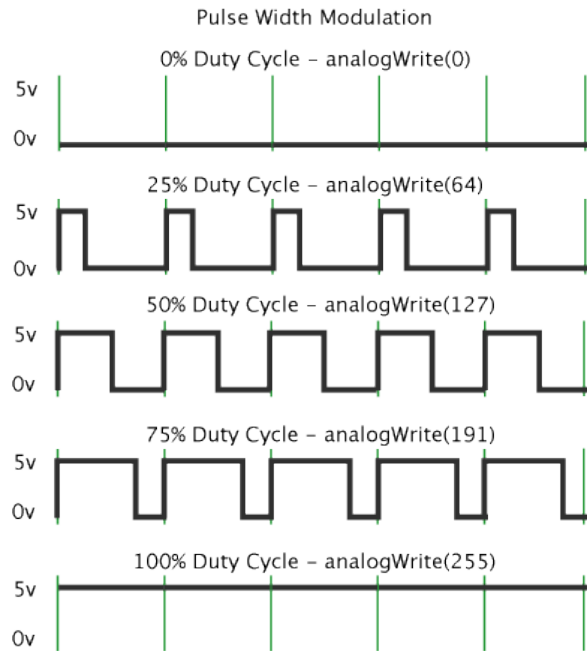 Pulse Width Modulation
0% Duty Cycle – analogWrite(0)
5v
0v
25% Duty Cycle – analogWrite(64)
5v
0v
50% Duty Cycle – analogWrite(127)
5v
0v
75% Duty Cycle – analogWrite(191)
5v
0v
100% Duty Cycle – analogWrite(255)
5v
0v